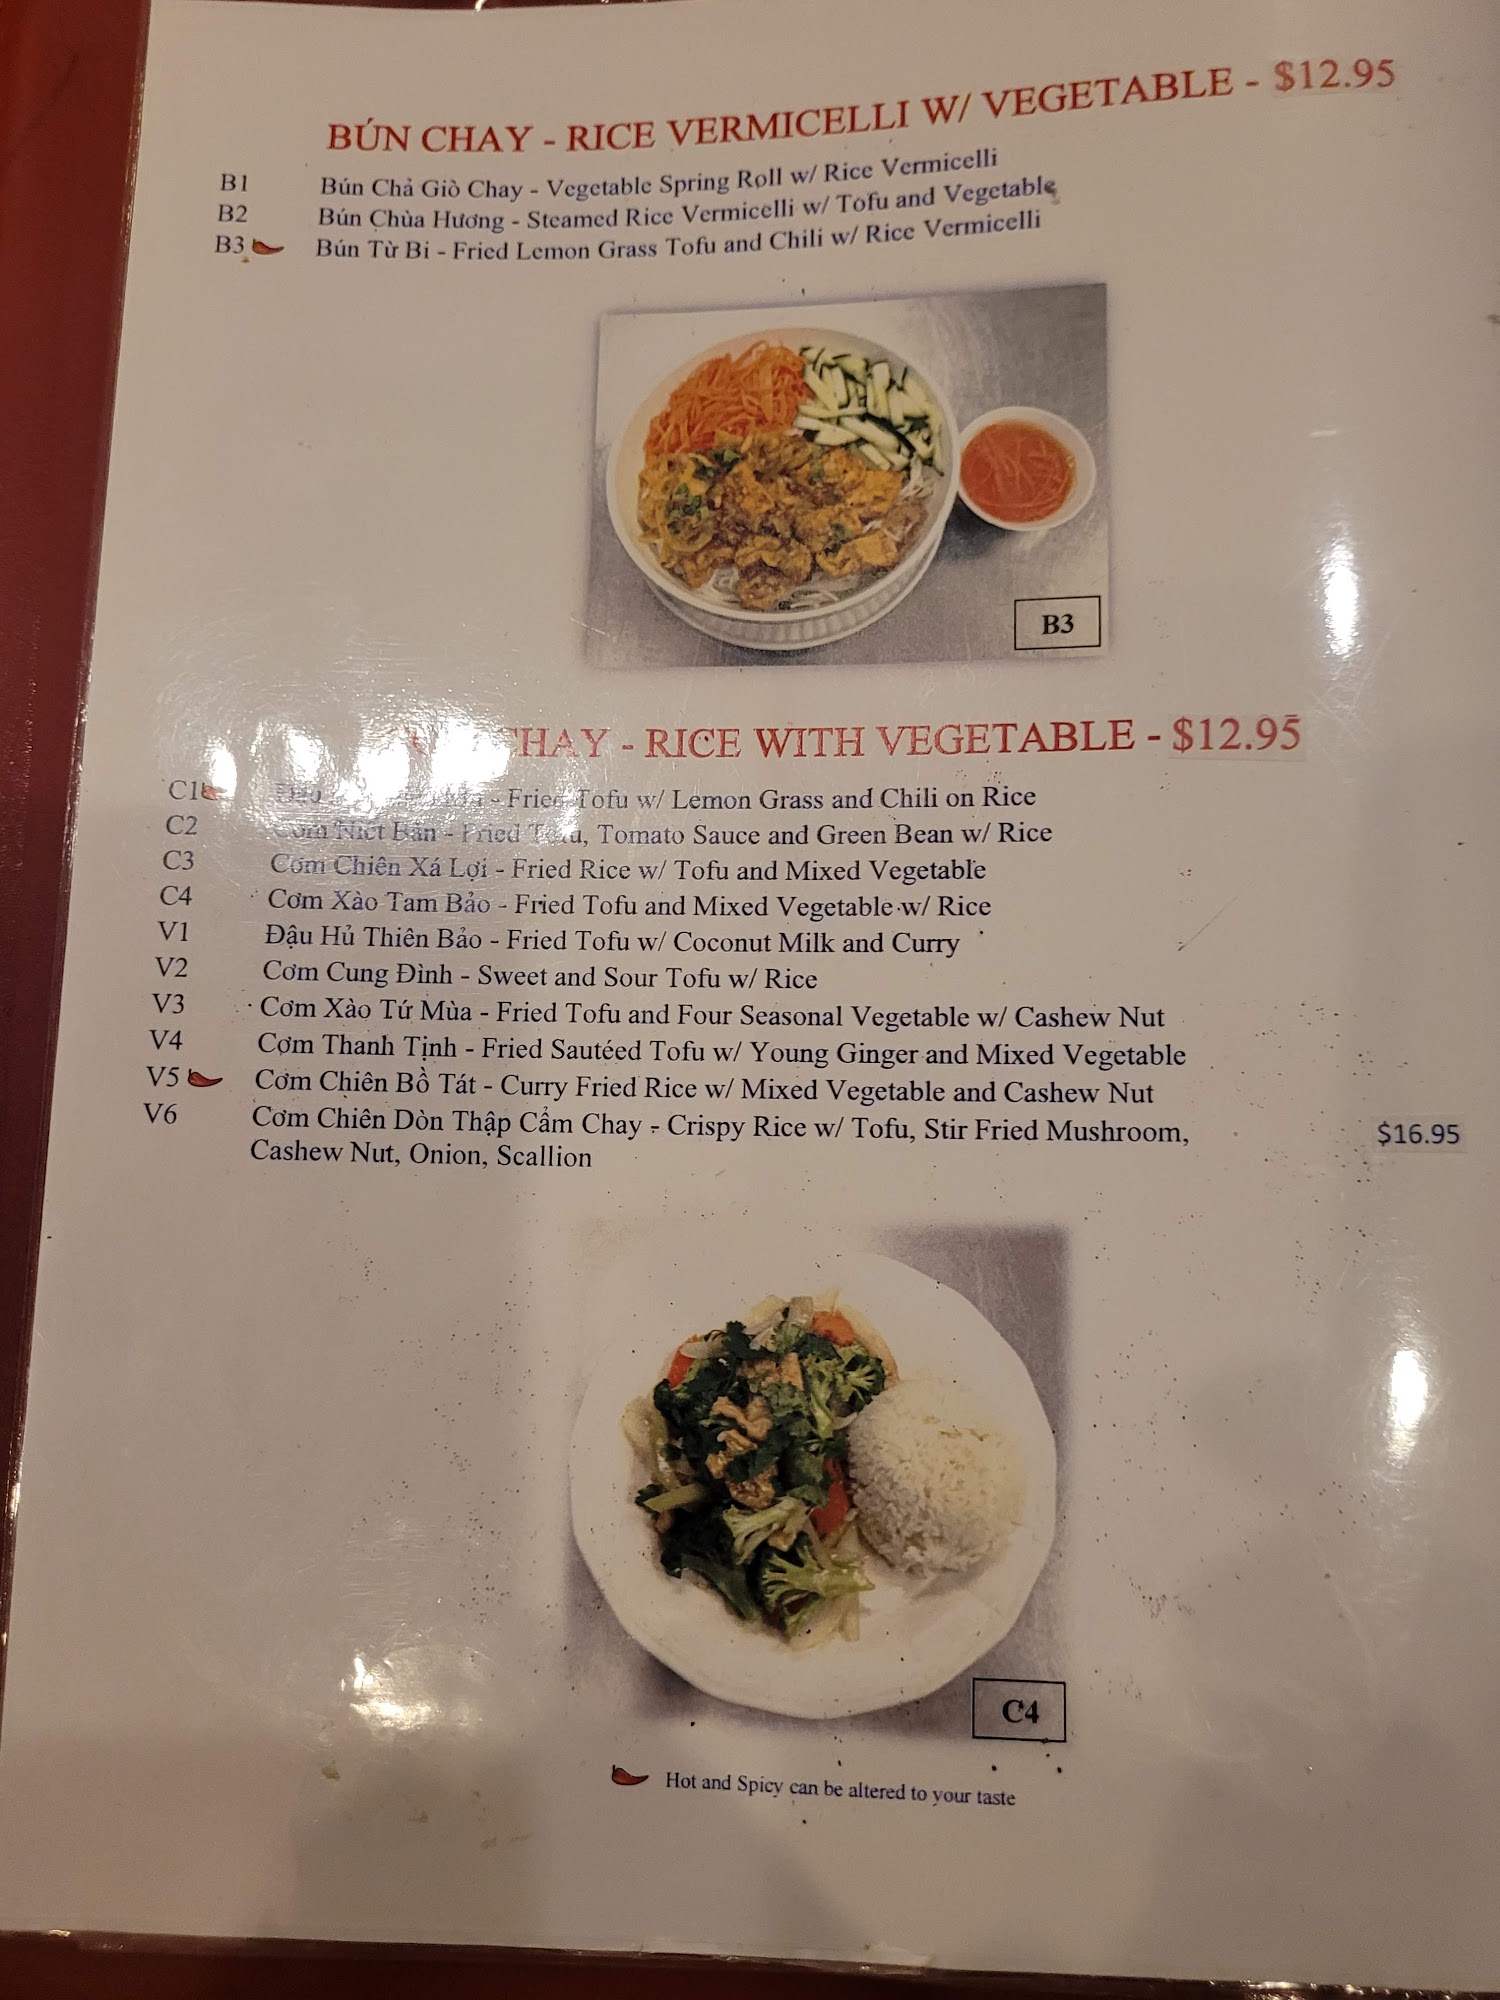 BÚN CHAY - RICE VERMICELLI W/ VEGETABLE - $12.95
B1 Bún Chả Giò Chay - Vegetable Spring Roll w/ Rice Vermicelli
B2 Bún Chùa Hương - Steamed Rice Vermicelli w/ Tofu and Vegetable
B3 Bún Từ Bi - Fried Lemon Grass Tofu and Chili w/ Rice Vermicelli
B3
CHAY - RICE WITH VEGETABLE - $12.95
C1 - Fried Tofu w/ Lemon Grass and Chili on Rice
C2 Cơm Niết Bàn - Fried Tofu, Tomato Sauce and Green Bean w/ Rice
C3 Cơm Chiên Xá Lợi - Fried Rice w/ Tofu and Mixed Vegetable
C4 Cơm Xào Tam Bảo - Fried Tofu and Mixed Vegetable w/ Rice
V1 Đậu Hủ Thiên Bảo - Fried Tofu w/ Coconut Milk and Curry
V2 Cơm Cung Đình - Sweet and Sour Tofu w/ Rice
V3 Cơm Xào Tứ Mùa - Fried Tofu and Four Seasonal Vegetable w/ Cashew Nut
V4 Cơm Thanh Tịnh - Fried Sautéed Tofu w/ Young Ginger and Mixed Vegetable
V5 Cơm Chiên Bồ Tát - Curry Fried Rice w/ Mixed Vegetable and Cashew Nut
V6 Cơm Chiên Dòn Thập Cẩm Chay - Crispy Rice w/ Tofu, Stir Fried Mushroom, $16.95
Cashew Nut, Onion, Scallion
C4
Hot and Spicy can be altered to your taste